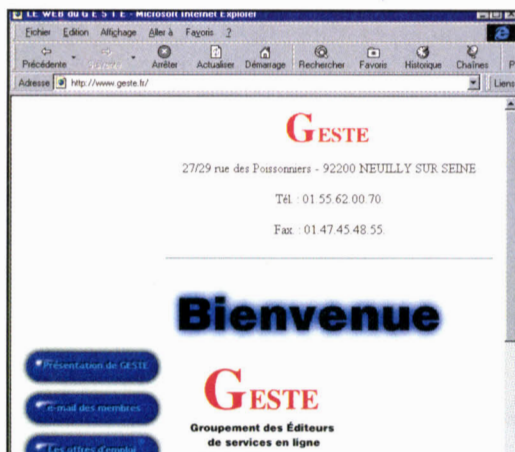 LE WEB du G E S T E - Microsoft Internet Explorer
Fichier Edition Affichage Aller à Favoris ?
Précédente Arrêter Actualiser Démarrage Rechercher Favoris Historique Chaînes P
Adresse http://www.geste.fr/ Liens
GESTE
27/29 rue des Poissonniers - 92200 NEUILLY SUR SEINE
Tél. : 01.55.62.00.70.
Fax. : 01.47.45.48.55.
Bienvenue
Présentation de GESTE
e-mail des membres
Les offres d'emploi
GESTE
Groupement des Éditeurs
de services en ligne